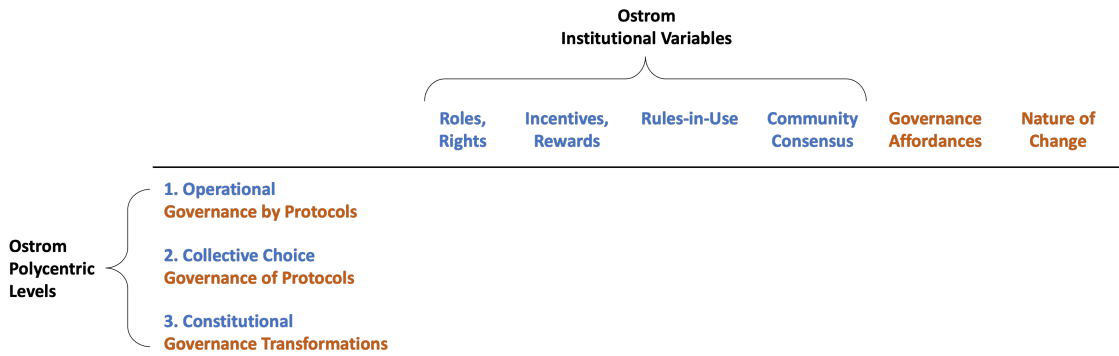 Ostrom
Institutional Variables
Roles, Rights
Incentives, Rewards
Rules-in-Use
Community Consensus
Governance Affordances
Nature of Change
Ostrom
Polycentric
Levels
1. Operational
Governance by Protocols
2. Collective Choice
Governance of Protocols
3. Constitutional
Governance Transformations